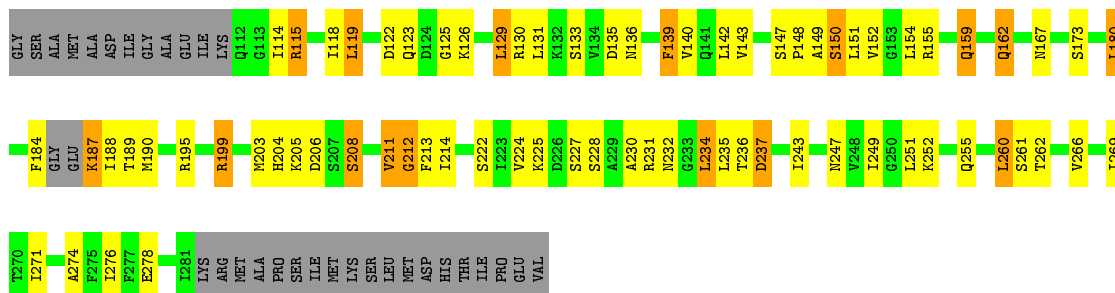 GLY SER ALA MET ALA ASP ILE GLY ALA GLU ILE LYS Q112 G113 I114 R115 I118 L119 D122 Q123 D124 G125 K126 L129 R130 L131 K132 S133 V134 D135 N136 F139 V140 Q141 L142 V143 S147 P148 A149 S150 L151 V152 G153 L154 R155 Q159 Q162 N167 S173
F184 GLY GLU K187 I188 T189 M190 R195 R199 M203 H204 K205 D206 S207 S208 V211 G212 F213 I214 S222 I223 V224 K225 D226 S227 S228 A229 A230 R231 N232 G233 L234 L235 T236 D237 I243 N247 V248 I249 G250 L251 K252 Q255 L260 S261 T262 V266
T270 I271 A274 F275 I276 F277 E278 I281 LYS ARG MET ALA PRO SER ILE MET LYS SER LEU MET ASP HIS THR ILE PRO GLU VAL